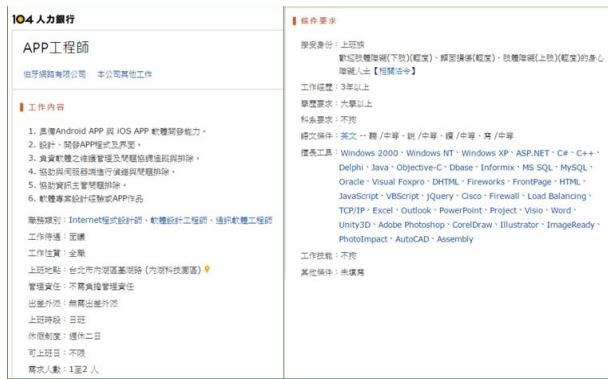 104 人力銀行
APP工程師
伯牙網路有限公司 本公司其他工作
工作內容
1. 具備Android APP 與 iOS APP 軟體開發能力。
2. 設計、開發APP程式及界面。
3. 負責軟體之維護管理及問題協調追蹤與排除。
4. 協助與伺服器端進行偵錯與問題排除。
5. 協助資訊主管問題排除。
6. 軟體專案設計經驗或APP作品
職務類別：Internet程式設計師、軟體設計工程師、通訊軟體工程師
工作待遇：面議
工作性質：全職
上班地點：台北市內湖區基湖路 (內湖科技園區)
管理責任：不需負擔管理責任
出差外派：無需出差外派
上班時段：日班
休假制度：週休二日
可上班日：不限
需求人數：1至2 人
條件要求
接受身份：上班族
歡迎肢體障礙(下肢)(輕度)、顏面損傷(輕度)、肢體障礙(上肢)(輕度)的身心
障礙人士【相關法令】
工作經歷：3年以上
學歷要求：大學以上
科系要求：不拘
語文條件：英文 -- 聽 /中等、說 /中等、讀 /中等、寫 /中等
擅長工具：Windows 2000、Windows NT、Windows XP、ASP.NET、C#、C++、
Delphi、Java、Objective-C、Dbase、Informix、MS SQL、MySQL、
Oracle、Visual Foxpro、DHTML、Fireworks、FrontPage、HTML、
JavaScript、VBScript、jQuery、Cisco、Firewall、Load Balancing、
TCP/IP、Excel、Outlook、PowerPoint、Project、Visio、Word、
Unity3D、Adobe Photoshop、CorelDraw、Illustrator、ImageReady、
PhotoImpact、AutoCAD、Assembly
工作技能：不拘
其他條件：未填寫